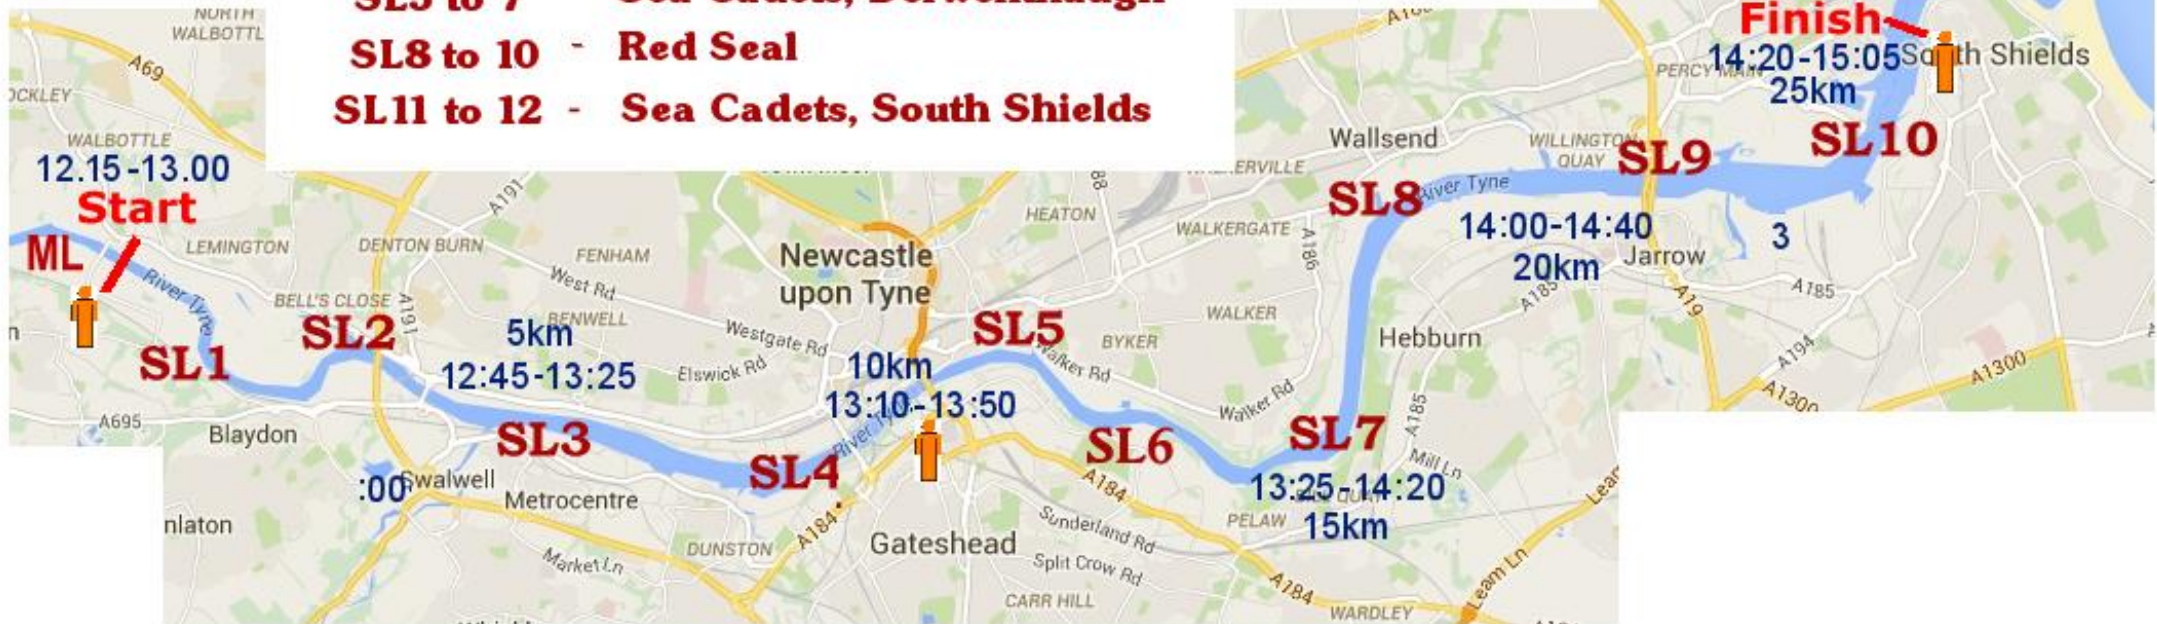 SL8 to 10 - Red Seal
SL11 to 12 - Sea Cadets, South Shields
NORTH
A69
WALBOTTLE
12.15-13.00
Start
ML
River Tyne
LEMINGTON
DENTON BURN
A191
FENHAM
West Rd
BELL'S CLOSE
A191
BENWELL
SL1
SL2
5km
12:45-13:25
Westgate Rd
Elswick Rd
Newcastle
upon Tyne
10km
13:10-13:50
A695
Blaydon
SL3
SL4
:00
Swalwell
Metrocentre
DUNSTON
A184
Market Ln
Gateshead
HEATON
SL5
BYKER
Walker Rd
WALKERGATE
A186
WALKER
Walker Rd
SL6
SL7
13:25-14:20
15km
PELAW
A184
Sunderland Rd
Split Crow Rd
CARR HILL
A184
WARDLEY
Leam Ln
Mill Ln
A185
Hebburn
Wallsend
SL8
River Tyne
WILLINGTON
QUAY
SL9
14:00-14:40
20km
Jarrow
A185
A19
3
A185
A194
A1300
A1300
Finish
14:20-15:05
25km
PERCY MAIN
South Shields
SL10